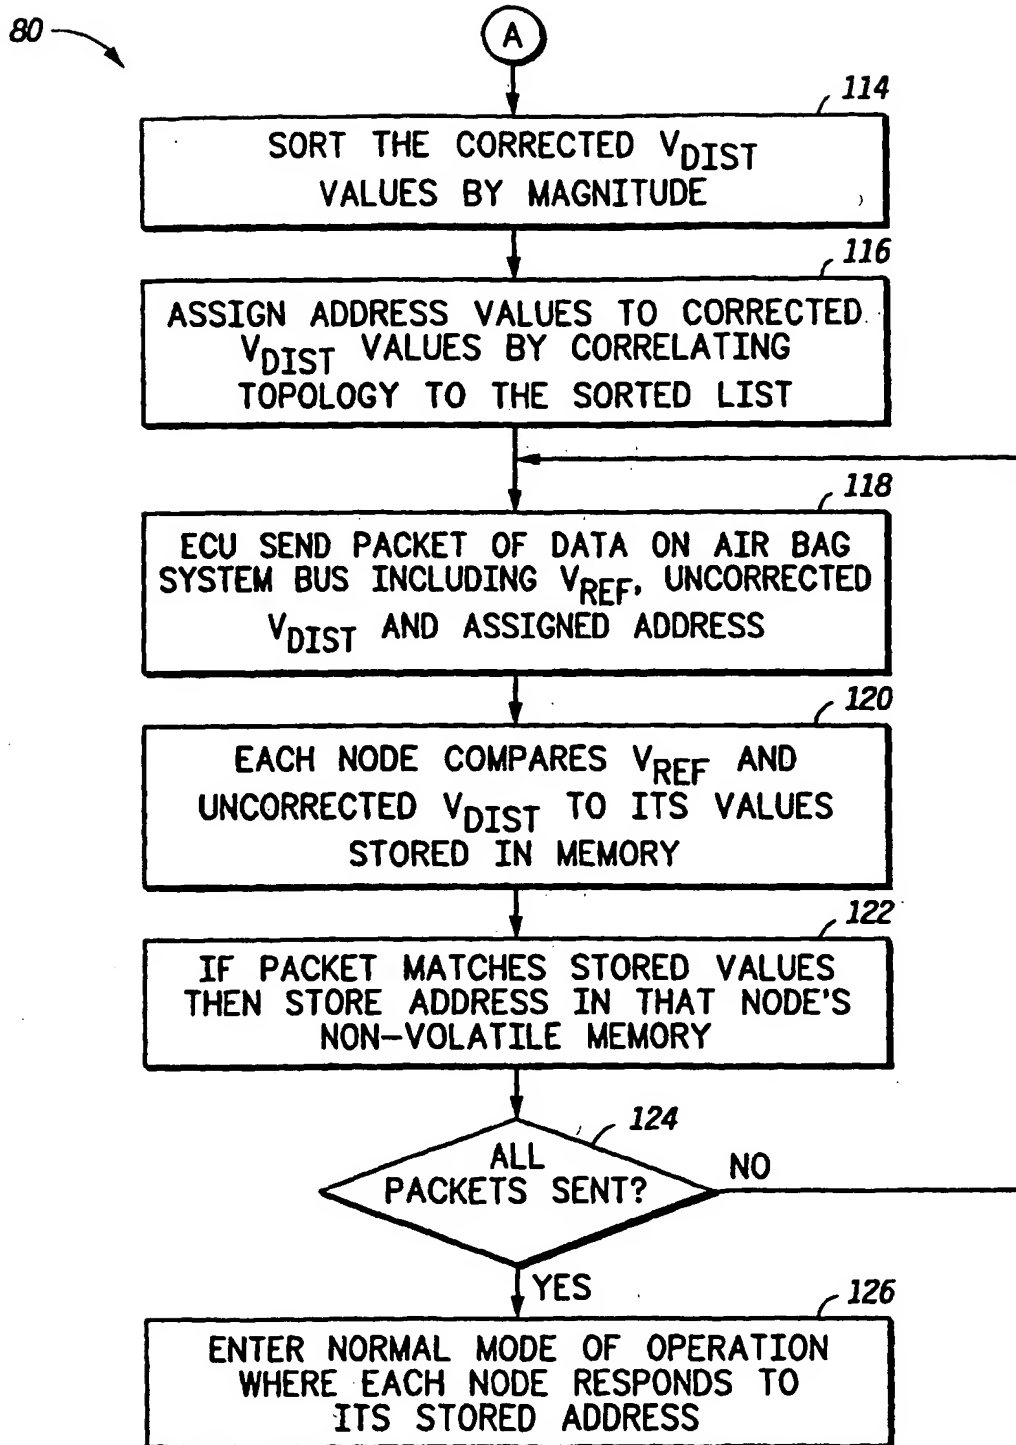 80
A
114
SORT THE CORRECTED VDIST
VALUES BY MAGNITUDE
116
ASSIGN ADDRESS VALUES TO CORRECTED
VDIST VALUES BY CORRELATING
TOPOLOGY TO THE SORTED LIST
118
ECU SEND PACKET OF DATA ON AIR BAG
SYSTEM BUS INCLUDING VREF, UNCORRECTED
VDIST AND ASSIGNED ADDRESS
120
EACH NODE COMPARES VREF AND
UNCORRECTED VDIST TO ITS VALUES
STORED IN MEMORY
122
IF PACKET MATCHES STORED VALUES
THEN STORE ADDRESS IN THAT NODE'S
NON-VOLATILE MEMORY
124
ALL
PACKETS SENT?
NO
YES
126
ENTER NORMAL MODE OF OPERATION
WHERE EACH NODE RESPONDS TO
ITS STORED ADDRESS